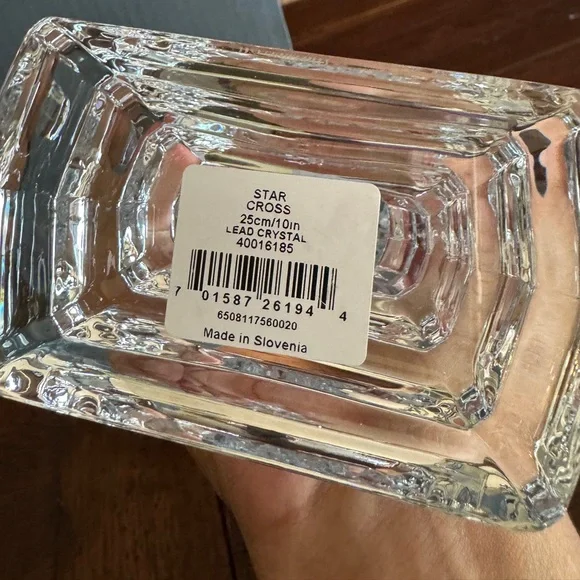 STAR
CROSS
25cm/10in
LEAD CRYSTAL
40016185
7 01587 26194 4
6508117560020
Made in Slovenia